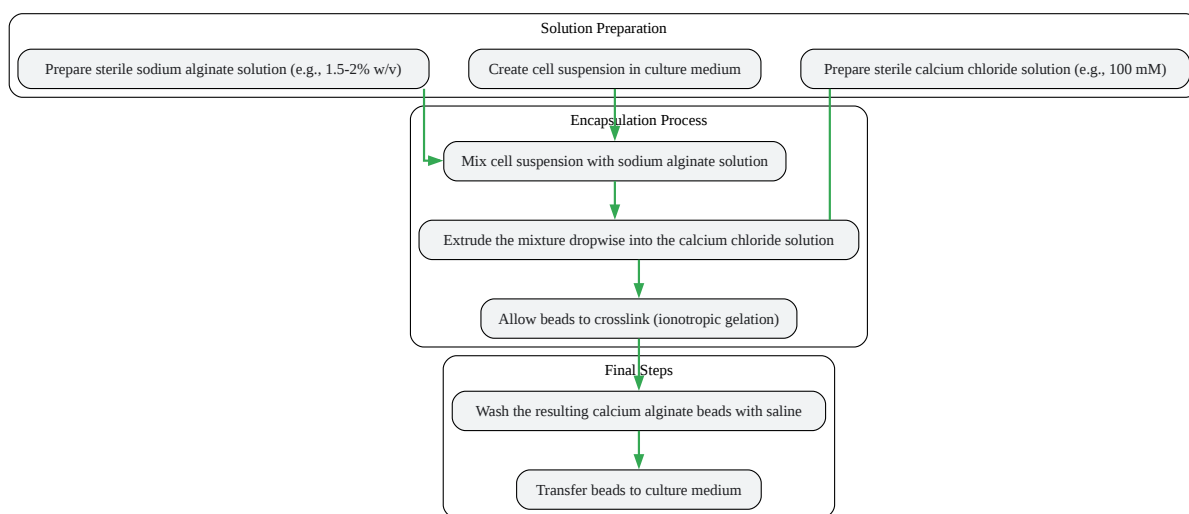 Solution Preparation
Prepare sterile sodium alginate solution (e.g., 1.5-2% w/v)
Create cell suspension in culture medium
Prepare sterile calcium chloride solution (e.g., 100 mM)
Encapsulation Process
Mix cell suspension with sodium alginate solution
Extrude the mixture dropwise into the calcium chloride solution
Allow beads to crosslink (ionotropic gelation)
Final Steps
Wash the resulting calcium alginate beads with saline
Transfer beads to culture medium